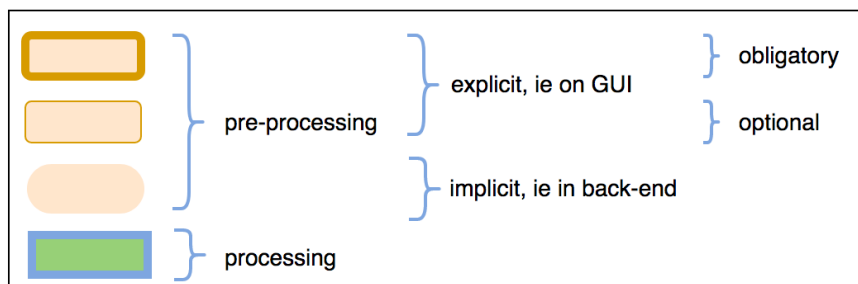 obligatory
explicit, ie on GUI
pre-processing
optional
implicit, ie in back-end
processing